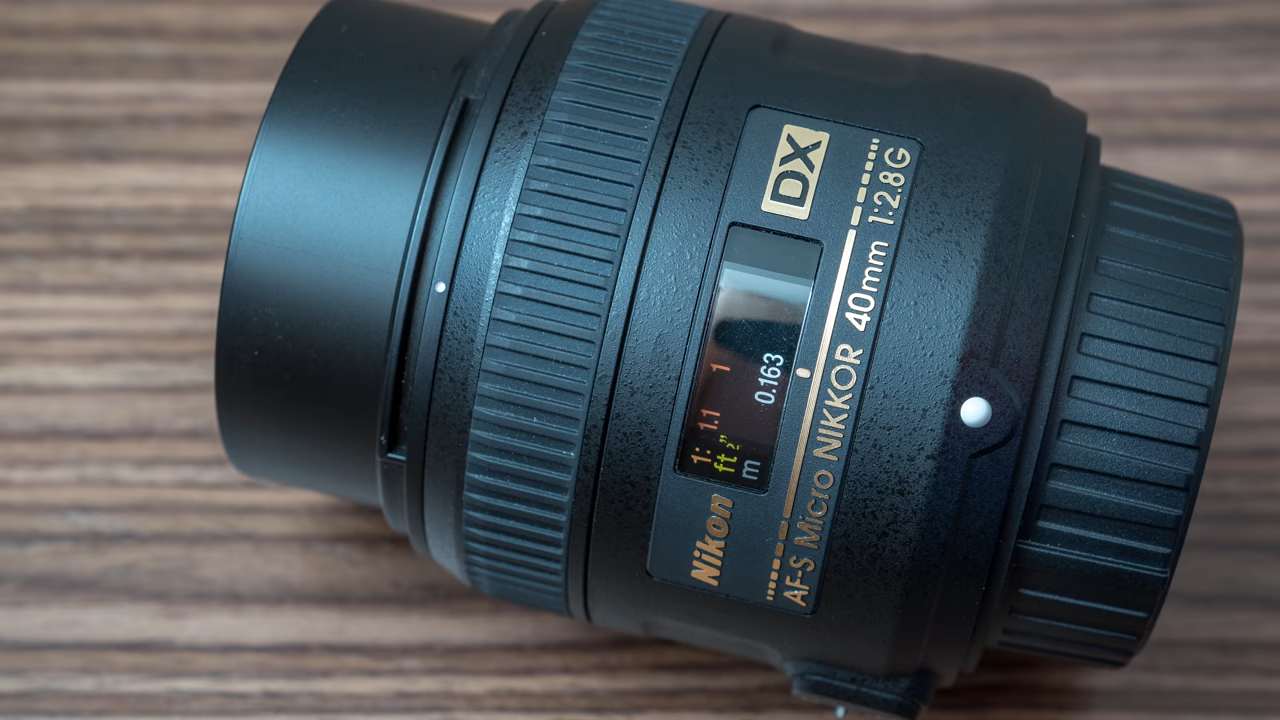 Nikon
DX
1: 1.1 1
ft
m 0.163
AF-S Micro NIKKOR 40mm 1:2.8G